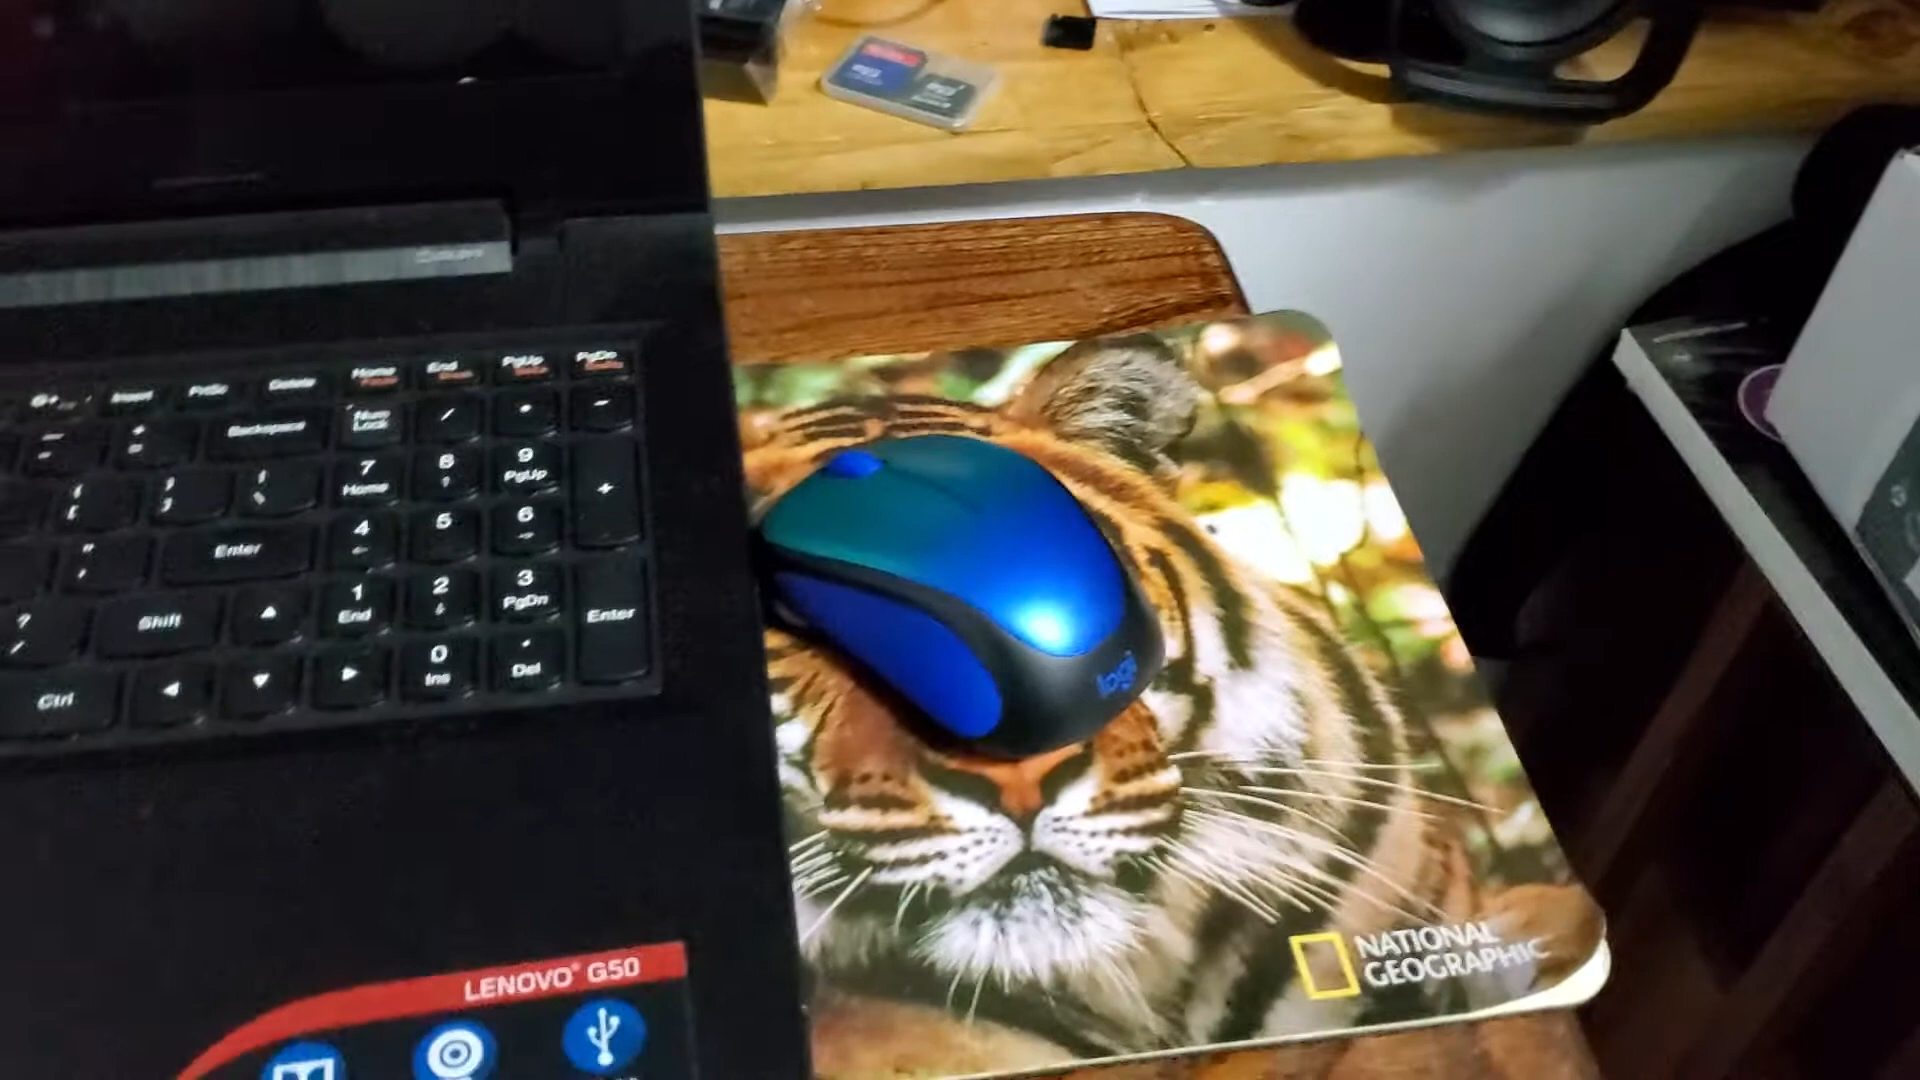 Insert PrtSc Delete Home End PgUp PgDn
Backspace Num Lock / * -
7 Home 8 9 PgUp +
Enter 4 5 6
? / Shift 1 End 2 3 PgDn Enter
Ctrl 0 Ins . Del
LENOVO® G50
logi
NATIONAL
GEOGRAPHIC